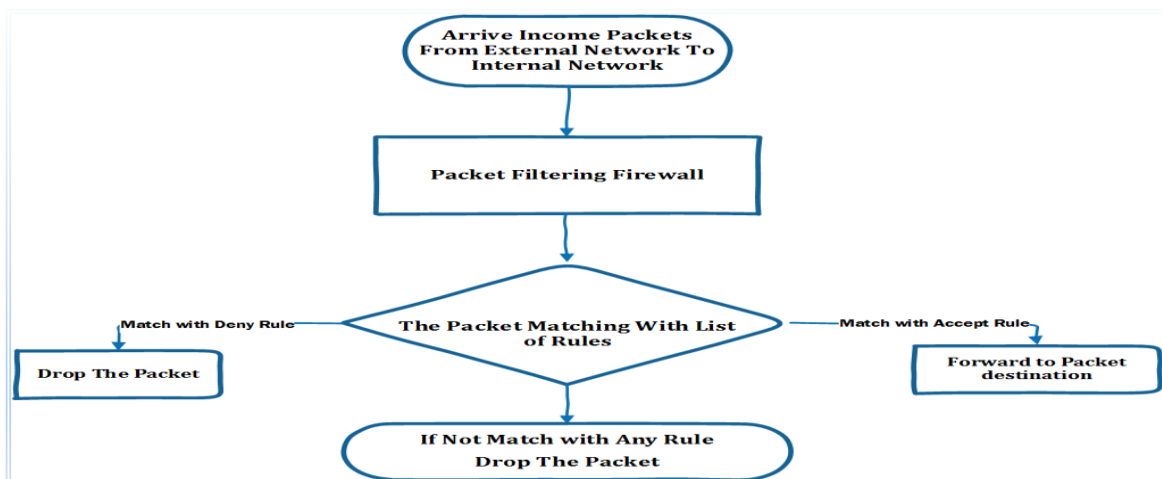 Arrive Income Packets
From External Network To
Internal Network
Packet Filtering Firewall
The Packet Matching With List
of Rules
Match with Deny Rule
Drop The Packet
Match with Accept Rule
Forward to Packet
destination
If Not Match with Any Rule
Drop The Packet